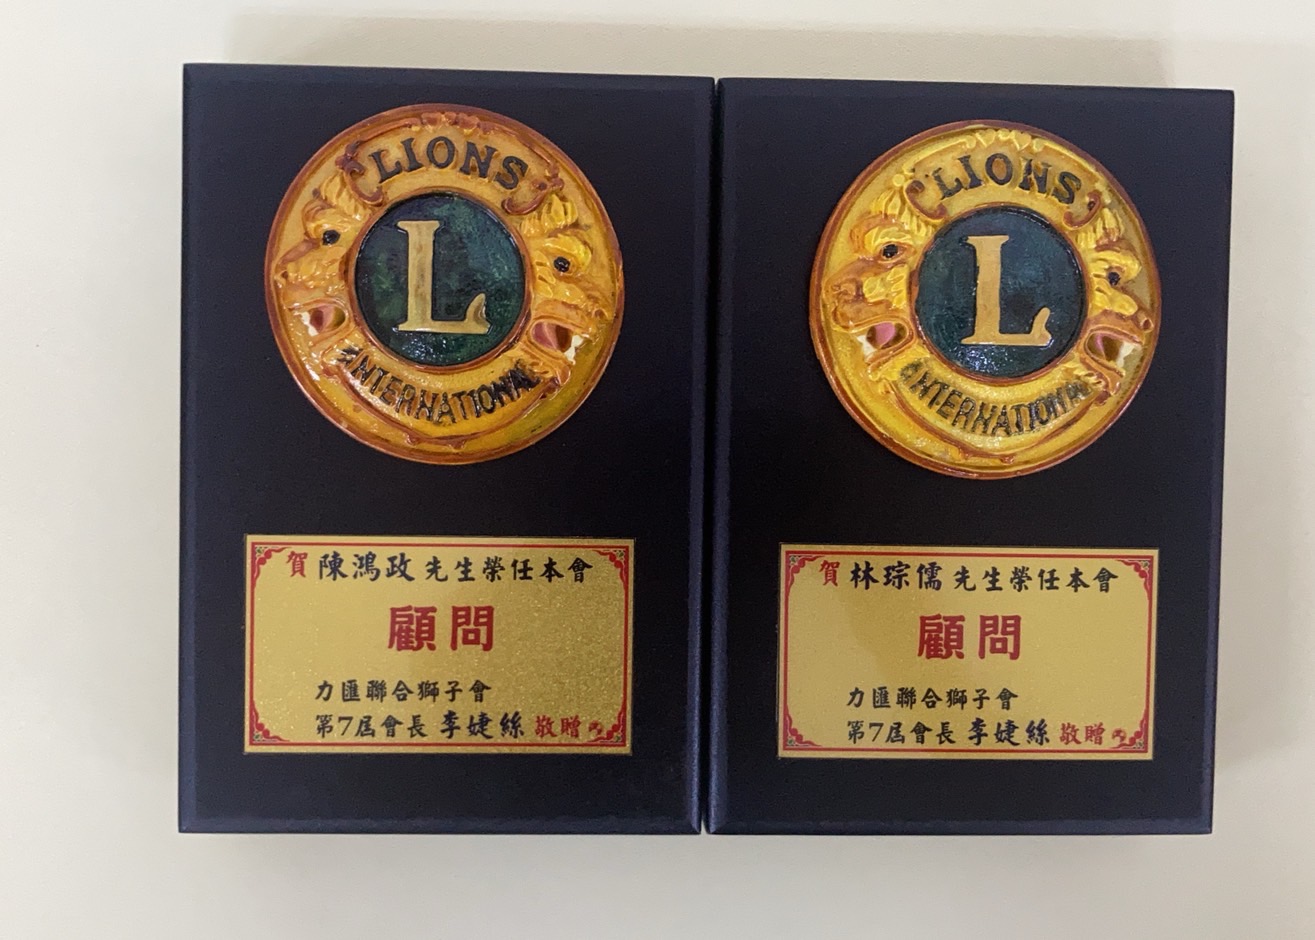 LIONS
L
INTERNATIONAL
賀 陳鴻政 先生榮任本會
顧問
力匯聯合獅子會
第7屆會長 李婕絲 敬贈
LIONS
L
INTERNATIONAL
賀 林琮儒 先生榮任本會
顧問
力匯聯合獅子會
第7屆會長 李婕絲 敬贈